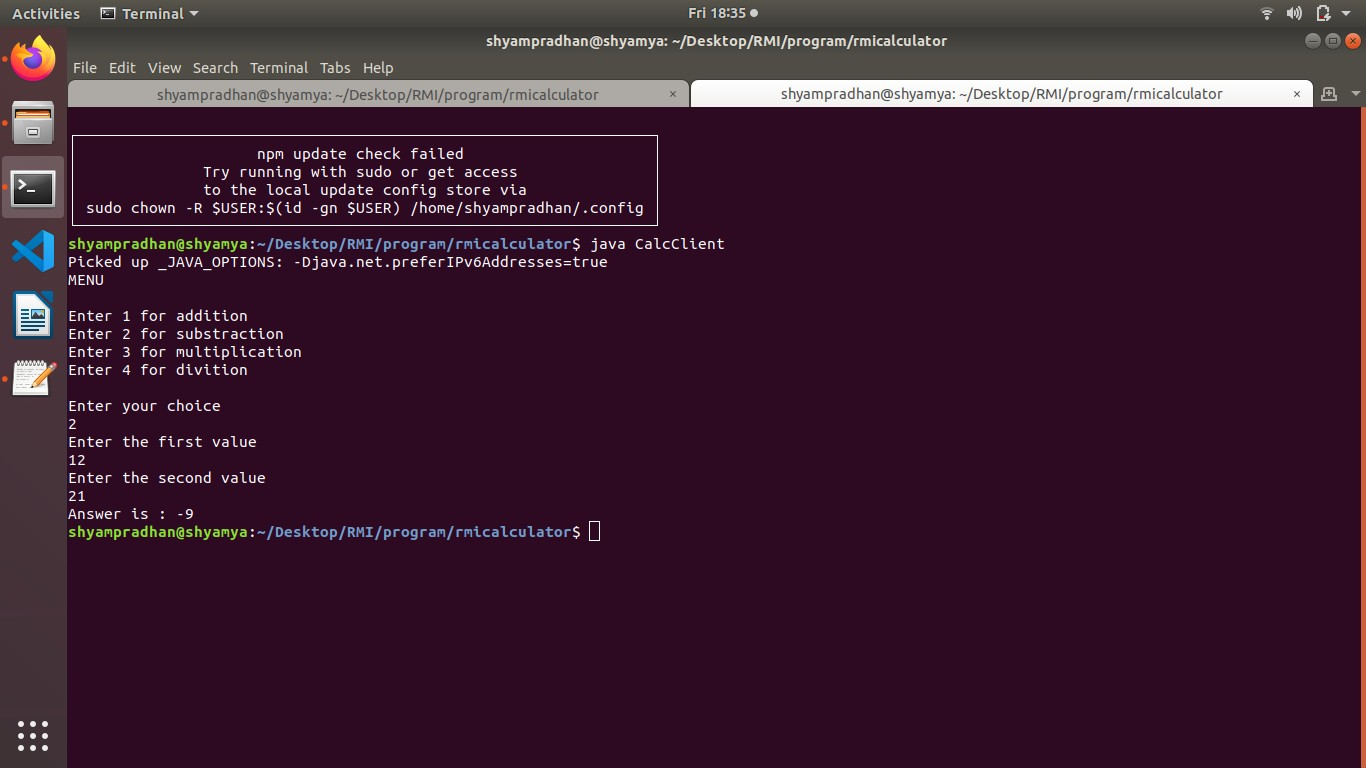 Activities
Terminal
Fri 18:35
shyampradhan@shyamya: ~/Desktop/RMI/program/rmicalculator
File Edit View Search Terminal Tabs Help
shyampradhan@shyamya: ~/Desktop/RMI/program/rmicalculator ×
shyampradhan@shyamya: ~/Desktop/RMI/program/rmicalculator ×
npm update check failed
Try running with sudo or get access
to the local update config store via
sudo chown -R $USER:$(id -gn $USER) /home/shyampradhan/.config
shyampradhan@shyamya:~/Desktop/RMI/program/rmicalculator$ java CalcClient
Picked up _JAVA_OPTIONS: -Djava.net.preferIPv6Addresses=true
MENU
Enter 1 for addition
Enter 2 for substraction
Enter 3 for multiplication
Enter 4 for divition
Enter your choice
2
Enter the first value
12
Enter the second value
21
Answer is : -9
shyampradhan@shyamya:~/Desktop/RMI/program/rmicalculator$